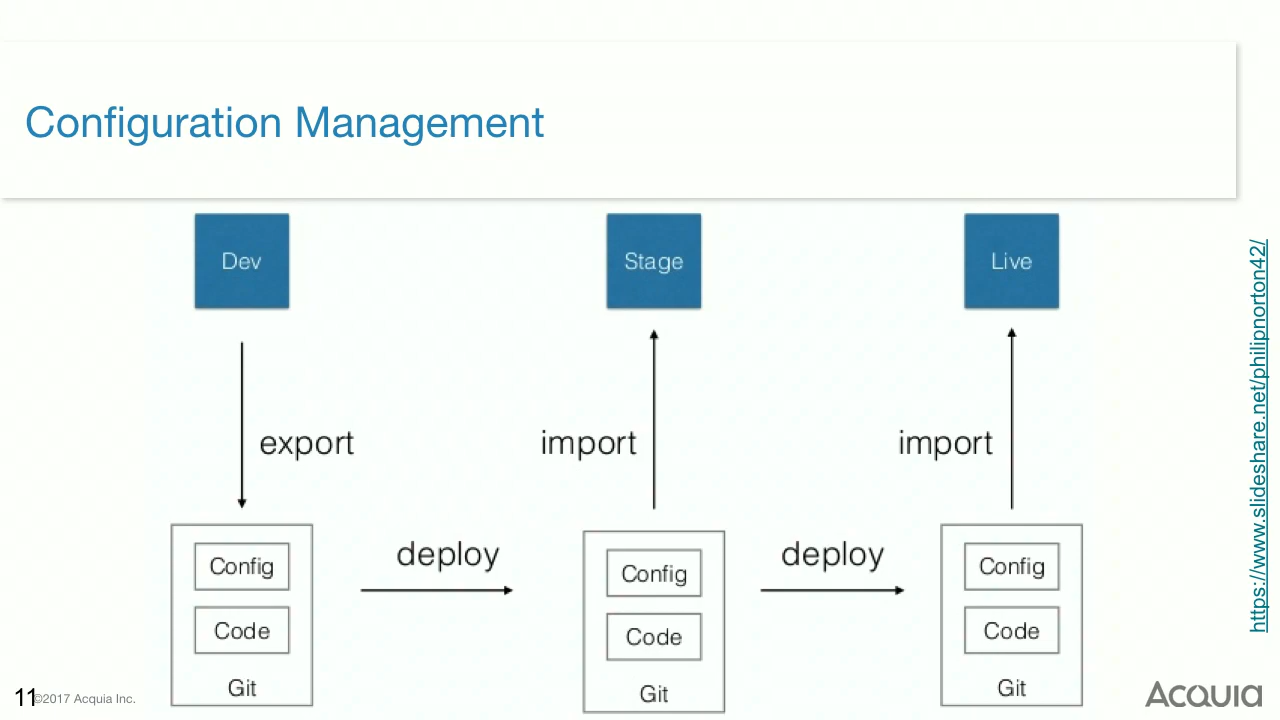 Configuration Management
Dev
Stage
Live
export
import
import
deploy
deploy
Config
Code
Git
Config
Code
Git
Config
Code
Git
https://www.slideshare.net/philipnorton42/
11
©2017 Acquia Inc.
ACQUIA